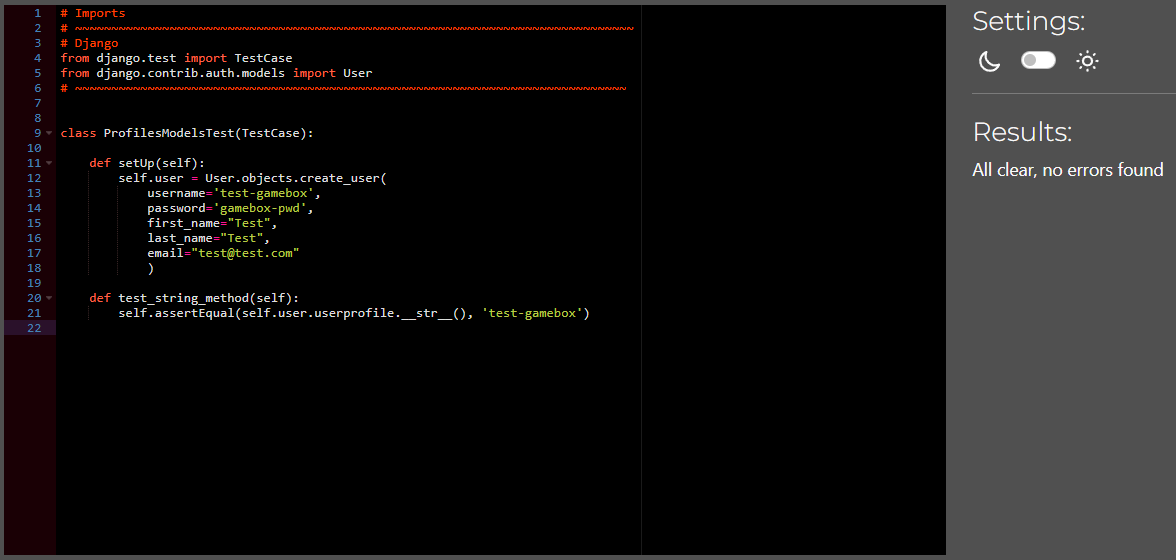 1 # Imports
2 # ~~~~~~~~~~~~~~~~~~~~~~~~~~~~~~~~~~~~~~~~~~~~~~~~~~~~~~~~~~~~~~~~~~~~~~~~~~~~~
3 # Django
4 from django.test import TestCase
5 from django.contrib.auth.models import User
6 # ~~~~~~~~~~~~~~~~~~~~~~~~~~~~~~~~~~~~~~~~~~~~~~~~~~~~~~~~~~~~~~~~~~~~~~~~~~~~
7
8
9 class ProfilesModelsTest(TestCase):
10
11     def setUp(self):
12         self.user = User.objects.create_user(
13             username='test-gamebox',
14             password='gamebox-pwd',
15             first_name="Test",
16             last_name="Test",
17             email="test@test.com"
18             )
19
20     def test_string_method(self):
21         self.assertEqual(self.user.userprofile.__str__(), 'test-gamebox')
22
Settings:
Results:
All clear, no errors found